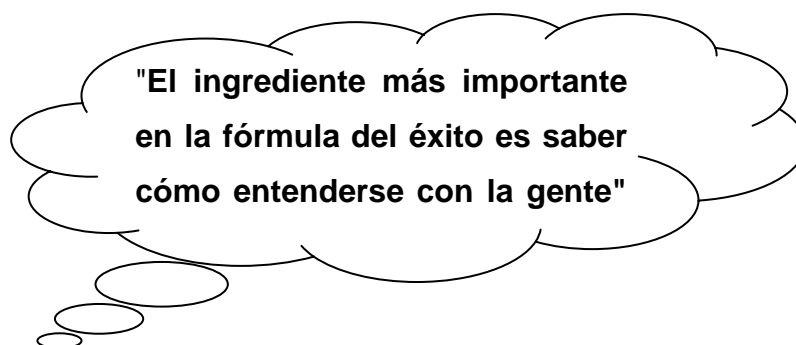 "El ingrediente más importante
en la fórmula del éxito es saber
cómo entenderse con la gente"